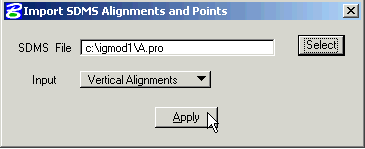 Import SDMS Alignments and Points
SDMS File c:\igmod1\A.pro Select
Input Vertical Alignments
Apply